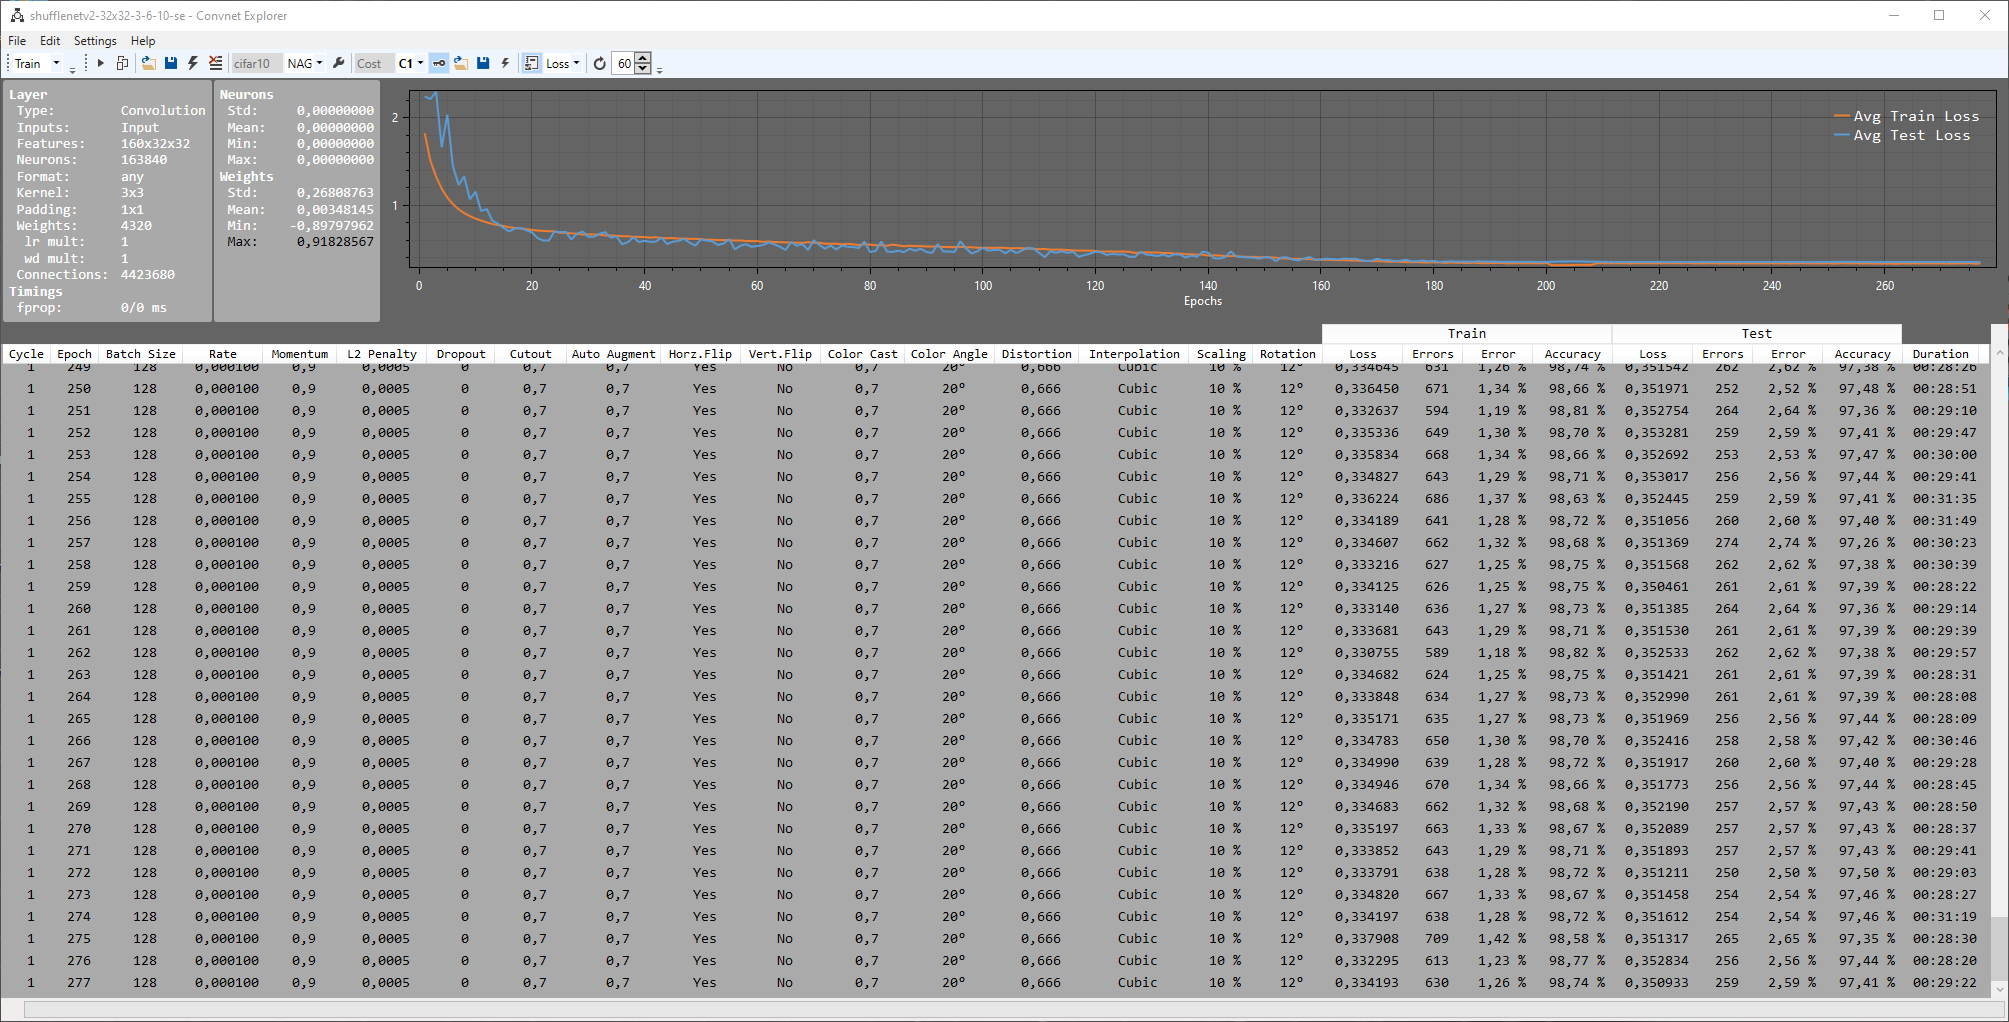 shufflenetv2-32x32-3-6-10-se - Convnet Explorer
File Edit Settings Help
Train cifar10 NAG Cost C1 Loss 60
Layer
Type: Convolution
Inputs: Input
Features: 160x32x32
Neurons: 163840
Format: any
Kernel: 3x3
Padding: 1x1
Weights: 4320
lr mult: 1
wd mult: 1
Connections: 4423680
Timings
fprop: 0/0 ms
Neurons
Std: 0,00000000
Mean: 0,00000000
Min: 0,00000000
Max: 0,00000000
Weights
Std: 0,26808763
Mean: 0,00348145
Min: -0,89797962
Max: 0,91828567
2
1
Avg Train Loss
Avg Test Loss
0 20 40 60 80 100 120 140 160 180 200 220 240 260
Epochs
Train Test
Cycle Epoch Batch Size Rate Momentum L2 Penalty Dropout Cutout Auto Augment Horz.Flip Vert.Flip Color Cast Color Angle Distortion Interpolation Scaling Rotation Loss Errors Error Accuracy Loss Errors Error Accuracy Duration
1 249 128 0,000100 0,9 0,0005 0 0,7 0,7 Yes No 0,7 20° 0,666 Cubic 10 % 12° 0,334645 631 1,26 % 98,74 % 0,351542 262 2,62 % 97,38 % 00:28:26
1 250 128 0,000100 0,9 0,0005 0 0,7 0,7 Yes No 0,7 20° 0,666 Cubic 10 % 12° 0,336450 671 1,34 % 98,66 % 0,351971 252 2,52 % 97,48 % 00:28:51
1 251 128 0,000100 0,9 0,0005 0 0,7 0,7 Yes No 0,7 20° 0,666 Cubic 10 % 12° 0,332637 594 1,19 % 98,81 % 0,352754 264 2,64 % 97,36 % 00:29:10
1 252 128 0,000100 0,9 0,0005 0 0,7 0,7 Yes No 0,7 20° 0,666 Cubic 10 % 12° 0,335336 649 1,30 % 98,70 % 0,353281 259 2,59 % 97,41 % 00:29:47
1 253 128 0,000100 0,9 0,0005 0 0,7 0,7 Yes No 0,7 20° 0,666 Cubic 10 % 12° 0,335834 668 1,34 % 98,66 % 0,352692 253 2,53 % 97,47 % 00:30:00
1 254 128 0,000100 0,9 0,0005 0 0,7 0,7 Yes No 0,7 20° 0,666 Cubic 10 % 12° 0,334827 643 1,29 % 98,71 % 0,353017 256 2,56 % 97,44 % 00:29:41
1 255 128 0,000100 0,9 0,0005 0 0,7 0,7 Yes No 0,7 20° 0,666 Cubic 10 % 12° 0,336224 686 1,37 % 98,63 % 0,352445 259 2,59 % 97,41 % 00:31:35
1 256 128 0,000100 0,9 0,0005 0 0,7 0,7 Yes No 0,7 20° 0,666 Cubic 10 % 12° 0,334189 641 1,28 % 98,72 % 0,351056 260 2,60 % 97,40 % 00:31:49
1 257 128 0,000100 0,9 0,0005 0 0,7 0,7 Yes No 0,7 20° 0,666 Cubic 10 % 12° 0,334607 662 1,32 % 98,68 % 0,351369 274 2,74 % 97,26 % 00:30:23
1 258 128 0,000100 0,9 0,0005 0 0,7 0,7 Yes No 0,7 20° 0,666 Cubic 10 % 12° 0,333216 627 1,25 % 98,75 % 0,351568 262 2,62 % 97,38 % 00:30:39
1 259 128 0,000100 0,9 0,0005 0 0,7 0,7 Yes No 0,7 20° 0,666 Cubic 10 % 12° 0,334125 626 1,25 % 98,75 % 0,350461 261 2,61 % 97,39 % 00:28:22
1 260 128 0,000100 0,9 0,0005 0 0,7 0,7 Yes No 0,7 20° 0,666 Cubic 10 % 12° 0,333140 636 1,27 % 98,73 % 0,351385 264 2,64 % 97,36 % 00:29:14
1 261 128 0,000100 0,9 0,0005 0 0,7 0,7 Yes No 0,7 20° 0,666 Cubic 10 % 12° 0,333681 643 1,29 % 98,71 % 0,351530 261 2,61 % 97,39 % 00:29:39
1 262 128 0,000100 0,9 0,0005 0 0,7 0,7 Yes No 0,7 20° 0,666 Cubic 10 % 12° 0,330755 589 1,18 % 98,82 % 0,352533 262 2,62 % 97,38 % 00:29:57
1 263 128 0,000100 0,9 0,0005 0 0,7 0,7 Yes No 0,7 20° 0,666 Cubic 10 % 12° 0,334682 624 1,25 % 98,75 % 0,351421 261 2,61 % 97,39 % 00:28:31
1 264 128 0,000100 0,9 0,0005 0 0,7 0,7 Yes No 0,7 20° 0,666 Cubic 10 % 12° 0,333848 634 1,27 % 98,73 % 0,352990 261 2,61 % 97,39 % 00:28:08
1 265 128 0,000100 0,9 0,0005 0 0,7 0,7 Yes No 0,7 20° 0,666 Cubic 10 % 12° 0,335171 635 1,27 % 98,73 % 0,351969 256 2,56 % 97,44 % 00:28:09
1 266 128 0,000100 0,9 0,0005 0 0,7 0,7 Yes No 0,7 20° 0,666 Cubic 10 % 12° 0,334783 650 1,30 % 98,70 % 0,352416 258 2,58 % 97,42 % 00:30:46
1 267 128 0,000100 0,9 0,0005 0 0,7 0,7 Yes No 0,7 20° 0,666 Cubic 10 % 12° 0,334990 639 1,28 % 98,72 % 0,351917 260 2,60 % 97,40 % 00:29:28
1 268 128 0,000100 0,9 0,0005 0 0,7 0,7 Yes No 0,7 20° 0,666 Cubic 10 % 12° 0,334946 670 1,34 % 98,66 % 0,351773 256 2,56 % 97,44 % 00:28:45
1 269 128 0,000100 0,9 0,0005 0 0,7 0,7 Yes No 0,7 20° 0,666 Cubic 10 % 12° 0,334683 662 1,32 % 98,68 % 0,352190 257 2,57 % 97,43 % 00:28:50
1 270 128 0,000100 0,9 0,0005 0 0,7 0,7 Yes No 0,7 20° 0,666 Cubic 10 % 12° 0,335197 663 1,33 % 98,67 % 0,352089 257 2,57 % 97,43 % 00:28:37
1 271 128 0,000100 0,9 0,0005 0 0,7 0,7 Yes No 0,7 20° 0,666 Cubic 10 % 12° 0,333852 643 1,29 % 98,71 % 0,351893 257 2,57 % 97,43 % 00:29:41
1 272 128 0,000100 0,9 0,0005 0 0,7 0,7 Yes No 0,7 20° 0,666 Cubic 10 % 12° 0,333791 638 1,28 % 98,72 % 0,351211 250 2,50 % 97,50 % 00:29:03
1 273 128 0,000100 0,9 0,0005 0 0,7 0,7 Yes No 0,7 20° 0,666 Cubic 10 % 12° 0,334820 667 1,33 % 98,67 % 0,351458 254 2,54 % 97,46 % 00:28:27
1 274 128 0,000100 0,9 0,0005 0 0,7 0,7 Yes No 0,7 20° 0,666 Cubic 10 % 12° 0,334197 638 1,28 % 98,72 % 0,351612 254 2,54 % 97,46 % 00:31:19
1 275 128 0,000100 0,9 0,0005 0 0,7 0,7 Yes No 0,7 20° 0,666 Cubic 10 % 12° 0,337908 709 1,42 % 98,58 % 0,351317 265 2,65 % 97,35 % 00:28:30
1 276 128 0,000100 0,9 0,0005 0 0,7 0,7 Yes No 0,7 20° 0,666 Cubic 10 % 12° 0,332295 613 1,23 % 98,77 % 0,352834 256 2,56 % 97,44 % 00:28:20
1 277 128 0,000100 0,9 0,0005 0 0,7 0,7 Yes No 0,7 20° 0,666 Cubic 10 % 12° 0,334193 630 1,26 % 98,74 % 0,350933 259 2,59 % 97,41 % 00:29:22